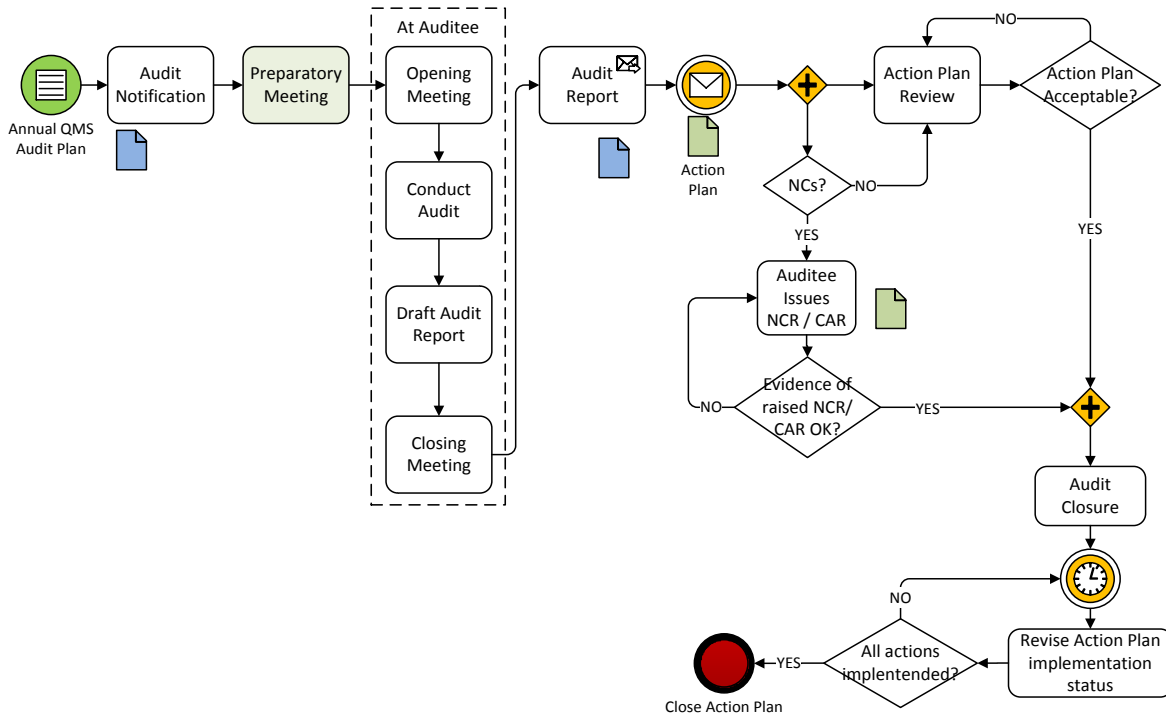 Annual QMS
Audit Plan
Audit
Notification
Preparatory
Meeting
At Auditee
Opening
Meeting
Conduct
Audit
Draft Audit
Report
Closing
Meeting
Audit
Report
Action
Plan
Action Plan
Review
NO
Action Plan
Acceptable?
NCs?
NO
YES
YES
Auditee
Issues
NCR / CAR
Evidence of
raised NCR/
CAR OK?
NO
YES
Audit
Closure
NO
Revise Action Plan
implementation
status
All actions
implentended?
YES
Close Action Plan